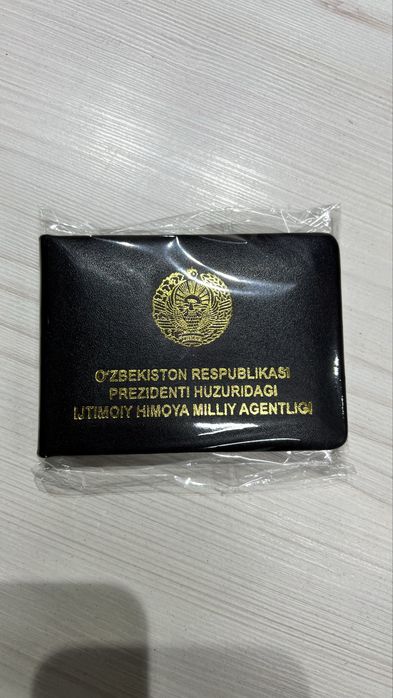 O‘ZBEKISTON RESPUBLIKASI
PREZIDENTI HUZURIDAGI
IJTIMOIY HIMOYA MILLIY AGENTLIGI